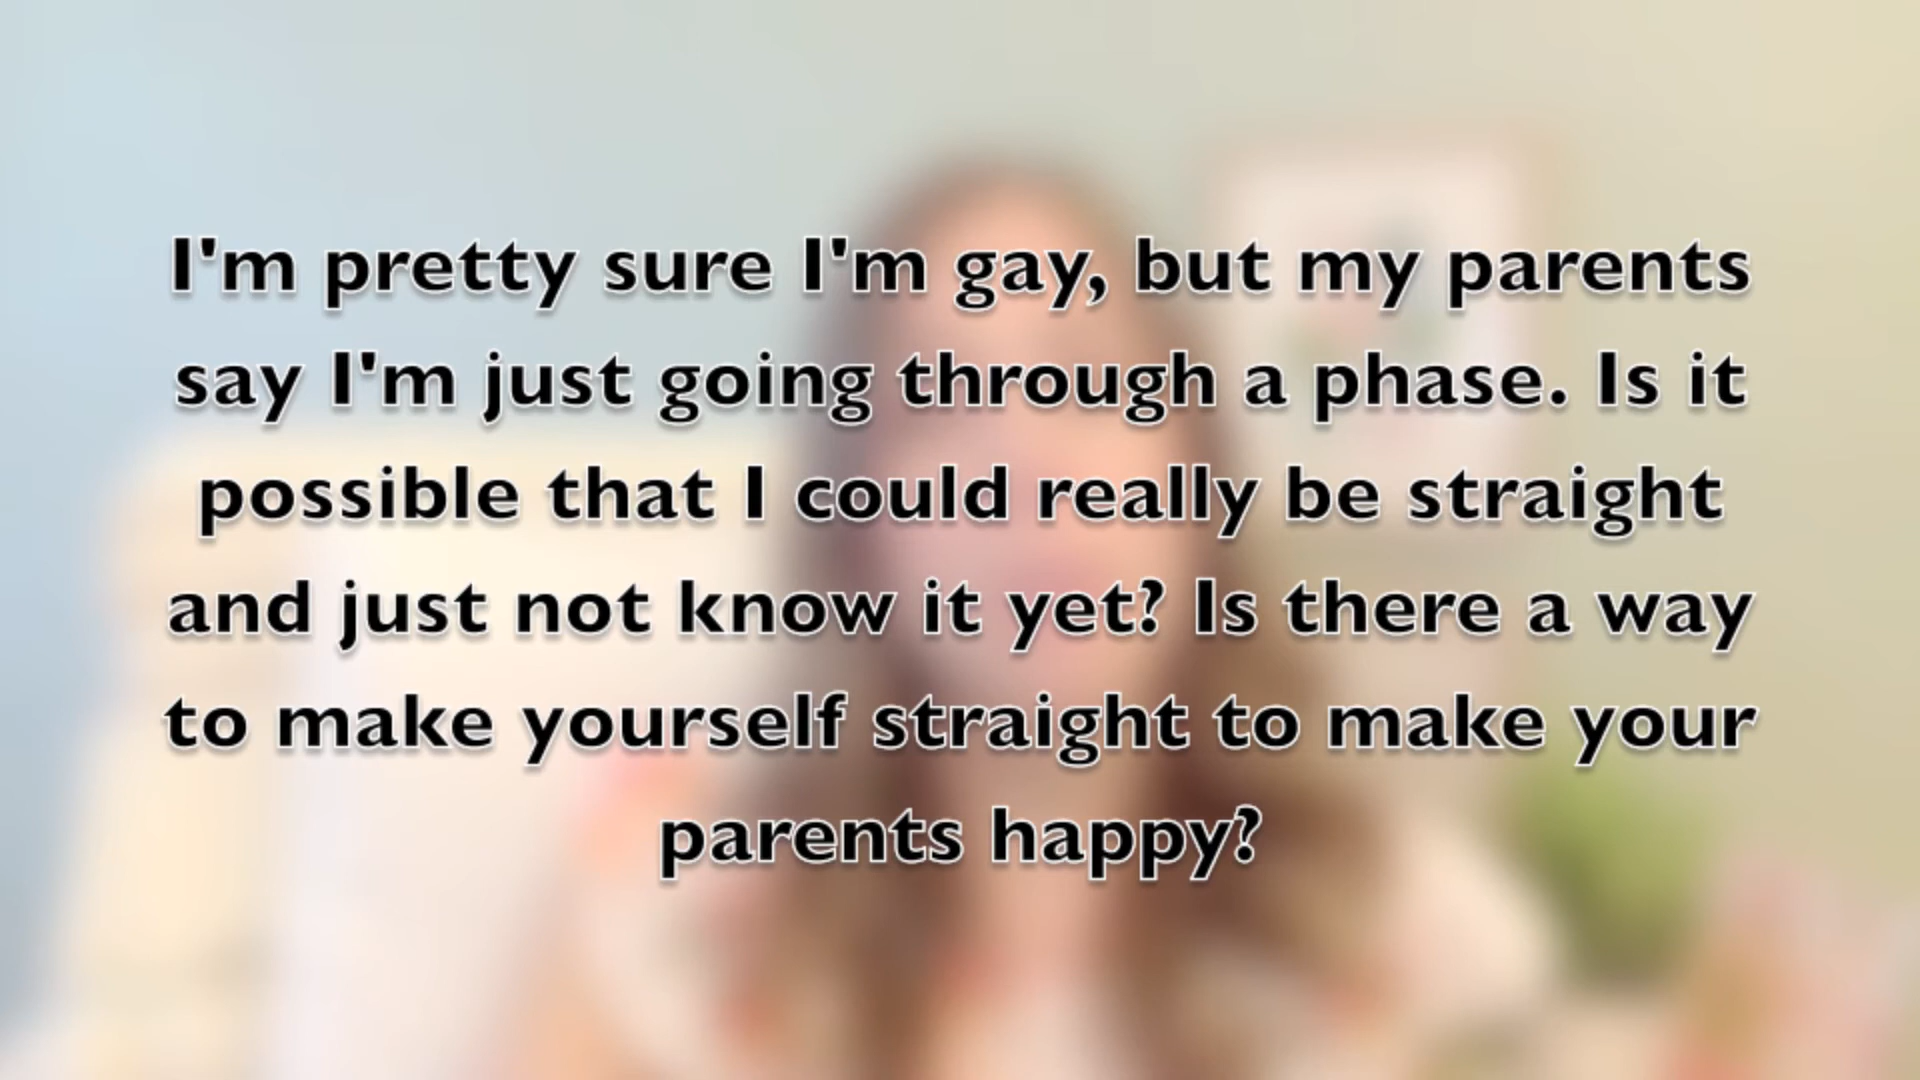 I'm pretty sure I'm gay, but my parents
say I'm just going through a phase. Is it
possible that I could really be straight
and just not know it yet? Is there a way
to make yourself straight to make your
parents happy?